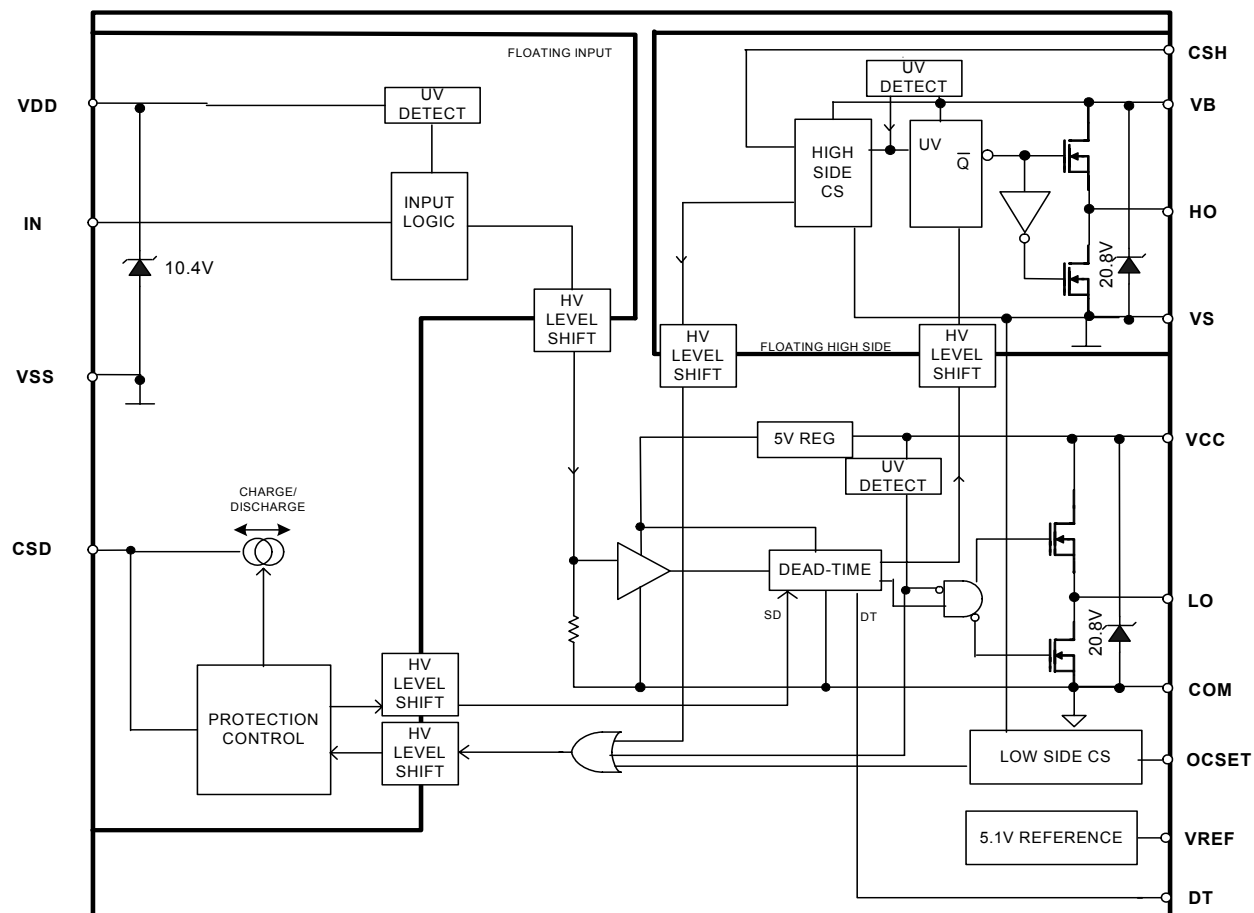 FLOATING INPUT
CSH
UV
DETECT
VDD
UV
DETECT
VB
HIGH
SIDE
CS
UV
Q
INPUT
LOGIC
IN
HO
10.4V
20.8V
HV
LEVEL
SHIFT
VS
HV
LEVEL
SHIFT
FLOATING HIGH SIDE
HV
LEVEL
SHIFT
VSS
5V REG
VCC
UV
DETECT
CHARGE/
DISCHARGE
CSD
DEAD-TIME
SD
DT
LO
20.8V
HV
LEVEL
SHIFT
COM
PROTECTION
CONTROL
HV
LEVEL
SHIFT
LOW SIDE CS
OCSET
5.1V REFERENCE
VREF
DT